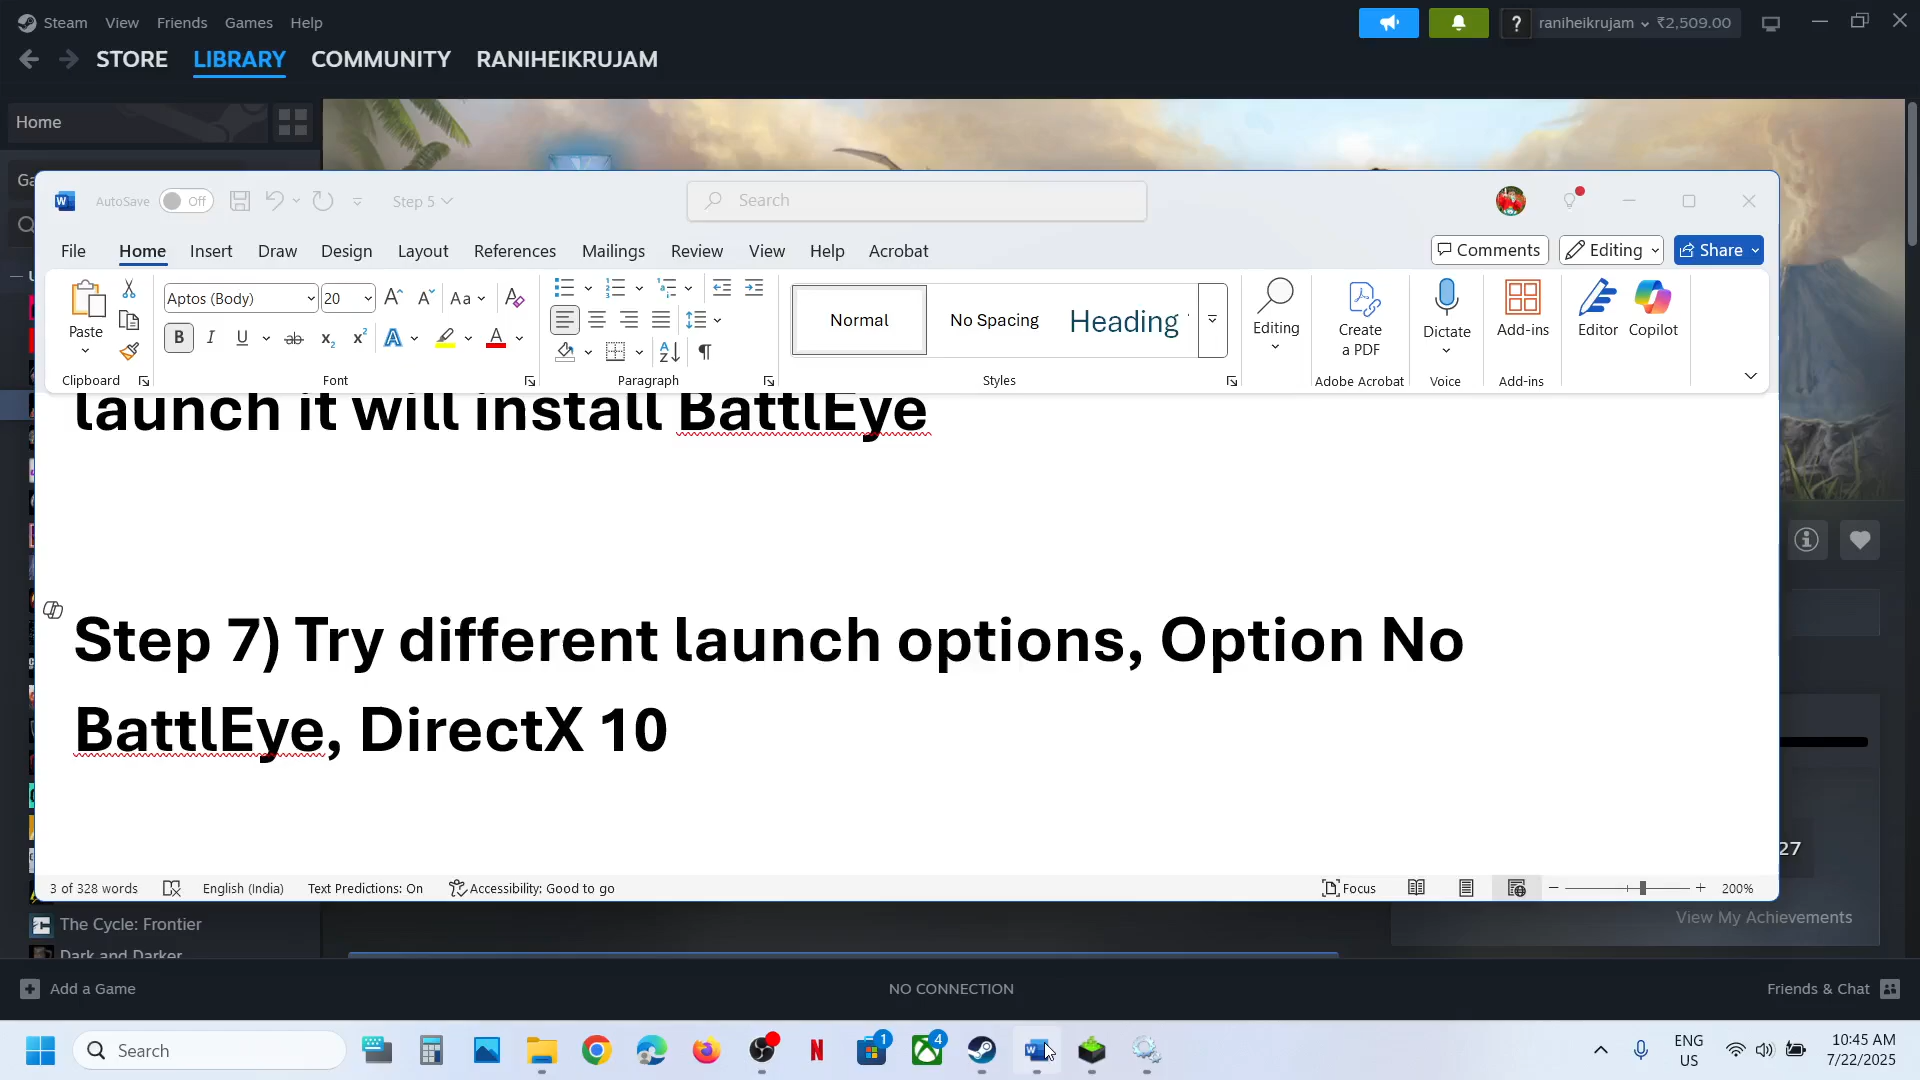 Steam View Friends Games Help
raniheikrujam ₹2,509.00
STORE LIBRARY COMMUNITY RANIHEIKRUJAM
Home
AutoSave Off Step 5 Search
File Home Insert Draw Design Layout References Mailings Review View Help Acrobat Comments Editing Share
Aptos (Body) 20 Aa
Paste
B I U ab x₂ x² A A
Normal No Spacing Heading
Editing Create a PDF Dictate Add-ins Editor Copilot
Clipboard Font Paragraph Styles Adobe Acrobat Voice Add-ins
launch it will install BattlEye
Step 7) Try different launch options, Option No
BattlEye, DirectX 10
27
3 of 328 words English (India) Text Predictions: On Accessibility: Good to go Focus 200%
The Cycle: Frontier
View My Achievements
Dark and Darker
Add a Game NO CONNECTION Friends & Chat
Search 1 4 ENG US 10:45 AM 7/22/2025